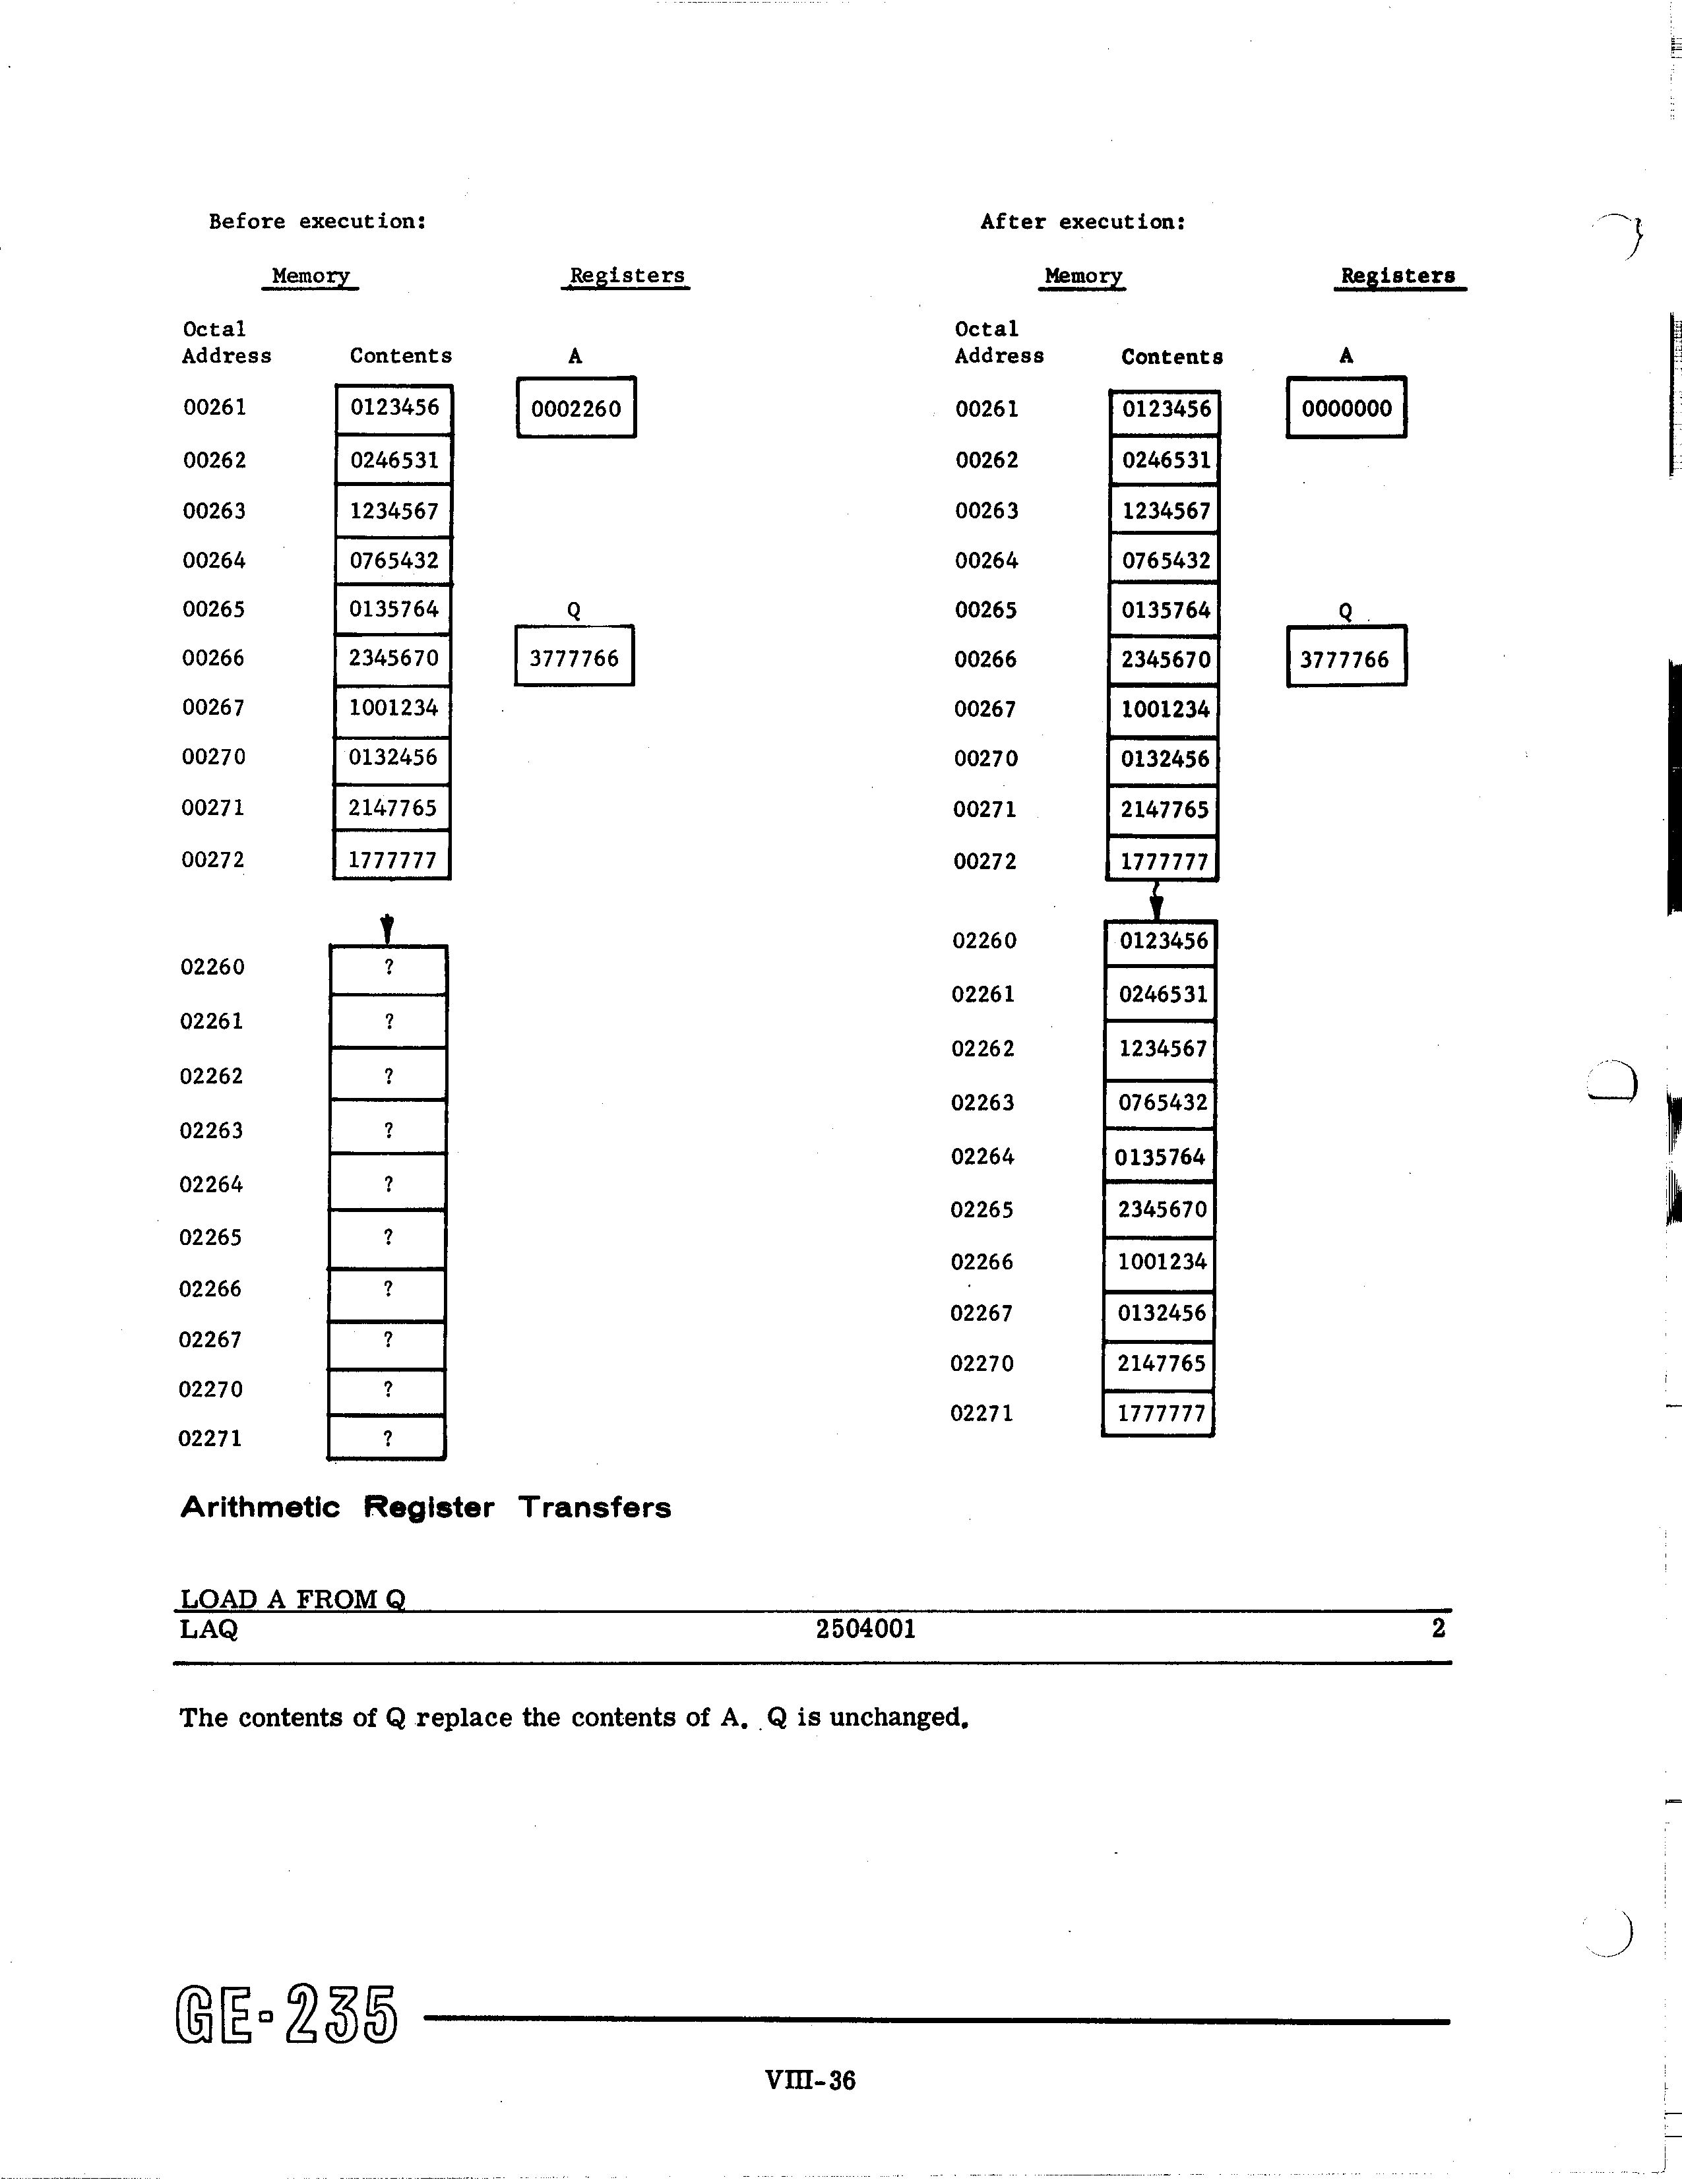 Before execution: After execution:
Memory Registers Memory Registers
Octal Octal
Address Contents A Address Contents A
00261 0123456 0002260 00261 0123456 0000000
00262 0246531 00262 0246531
00263 1234567 00263 1234567
00264 0765432 00264 0765432
00265 0135764 Q 00265 0135764 Q
00266 2345670 3777766 00266 2345670 3777766
00267 1001234 00267 1001234
00270 0132456 00270 0132456
00271 2147765 00271 2147765
00272 1777777 00272 1777777
02260 ? 02260 0123456
02261 ? 02261 0246531
02262 ? 02262 1234567
02263 ? 02263 0765432
02264 ? 02264 0135764
02265 ? 02265 2345670
02266 ? 02266 1001234
02267 ? 02267 0132456
02270 ? 02270 2147765
02271 ? 02271 1777777
Arithmetic Register Transfers
LOAD A FROM Q
LAQ 2504001 2
The contents of Q replace the contents of A. Q is unchanged.
GE-235
VIII-36